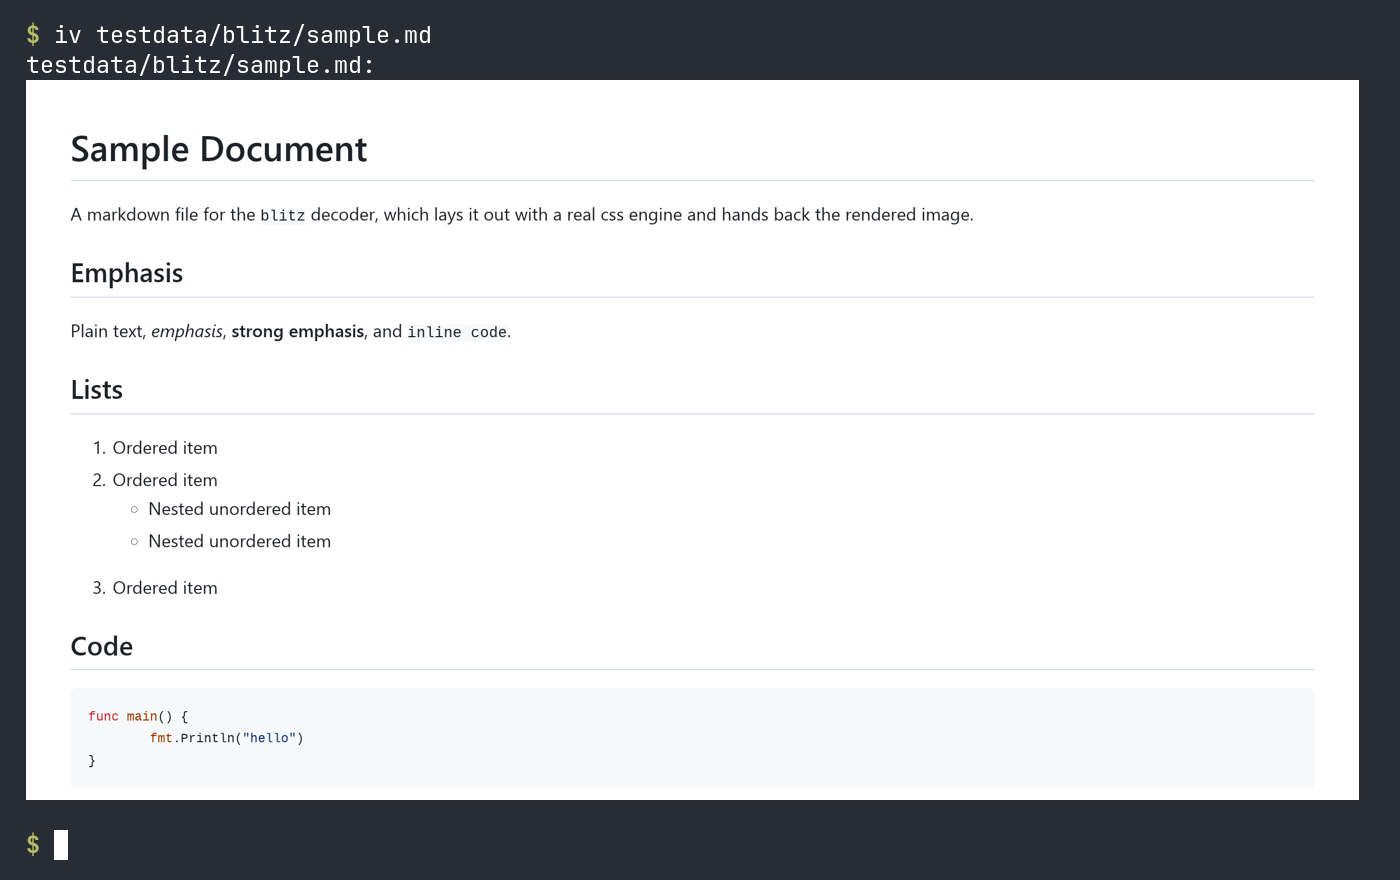 $ iv testdata/blitz/sample.md
testdata/blitz/sample.md:
Sample Document
A markdown file for the blitz decoder, which lays it out with a real css engine and hands back the rendered image.
Emphasis
Plain text, emphasis, strong emphasis, and inline code.
Lists
1. Ordered item
2. Ordered item
○ Nested unordered item
○ Nested unordered item
3. Ordered item
Code
func main() {
        fmt.Println("hello")
}
$